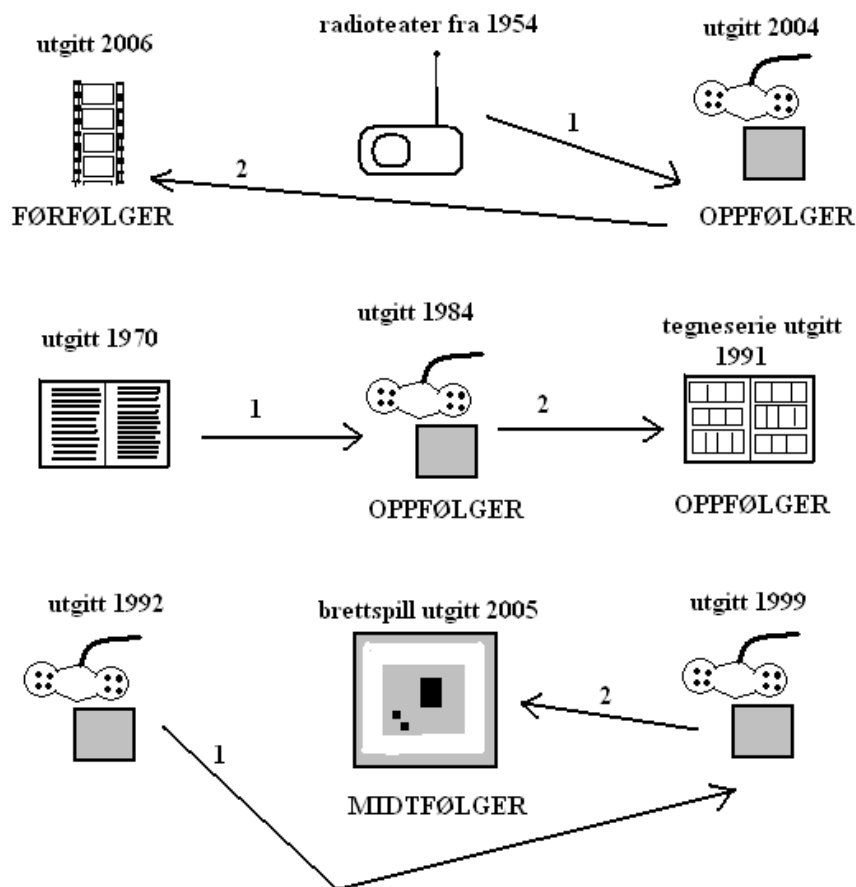 utgitt 2006
radioteater fra 1954
utgitt 2004
1
2
FØRFØLGER
OPPFØLGER
utgitt 1970
utgitt 1984
tegneserie utgitt
1991
1
2
OPPFØLGER
OPPFØLGER
utgitt 1992
brettspill utgitt 2005
utgitt 1999
1
2
MIDTFØLGER